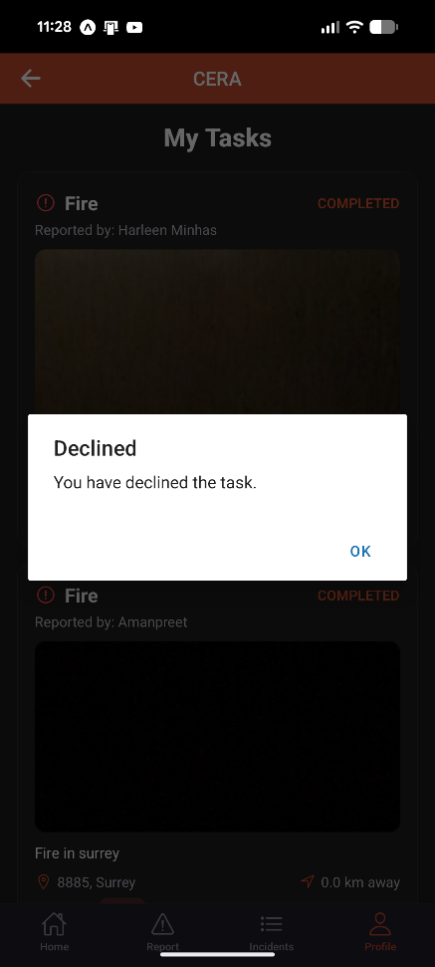 11:28
CERA
My Tasks
Fire COMPLETED
Reported by: Harleen Minhas
Declined
You have declined the task.
OK
Fire COMPLETED
Reported by: Amanpreet
Fire in surrey
8885, Surrey 0.0 km away
Home Report Incidents Profile